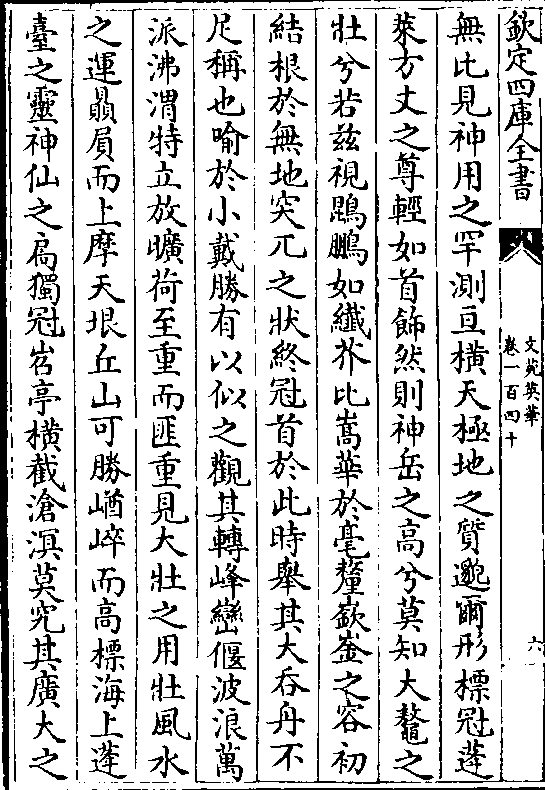 欽定四庫全書
文苑英華
卷一百四十
六
無比見神用之罕測亘橫天極地之質邈爾形標冠蓬
萊方丈之尊輕如首飾然則神岳之高兮莫知大鼇之
壯兮若兹視鵾鵬如纖芥比嵩華於毫釐嶔崟之容初
結根於無地突兀之狀終冠首於此時舉其大吞舟不
足稱也喻於小戴勝有以似之觀其轉峰巒偃波浪萬
派沸渭特立放曠荷至重而匪重見大壯之用壯風水
之運贔屓而上摩天垠丘山可勝崷崒而高標海上蓬
臺之靈神仙之扃獨冠岧亭橫截滄溟莫究其廣大之